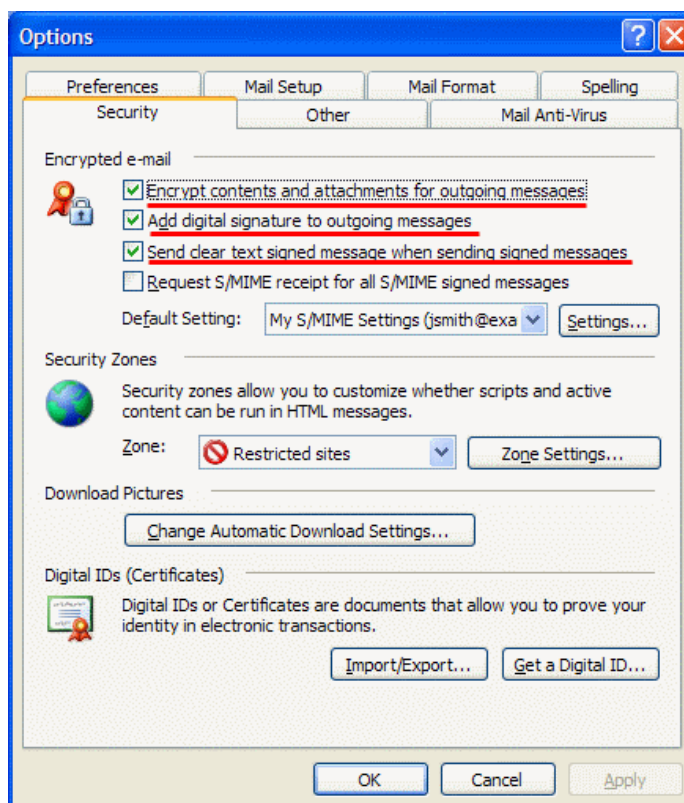 Options
?
Preferences
Mail Setup
Mail Format
Spelling
Security
Other
Mail Anti-Virus
Encrypted e-mail
Encrypt contents and attachments for outgoing messages
Add digital signature to outgoing messages
Send clear text signed message when sending signed messages
Request S/MIME receipt for all S/MIME signed messages
Default Setting: My S/MIME Settings (jsmith@exa Settings...
Security Zones
Security zones allow you to customize whether scripts and active
content can be run in HTML messages.
Zone: Restricted sites Zone Settings...
Download Pictures
Change Automatic Download Settings...
Digital IDs (Certificates)
Digital IDs or Certificates are documents that allow you to prove your
identity in electronic transactions.
Import/Export... Get a Digital ID...
OK Cancel Apply